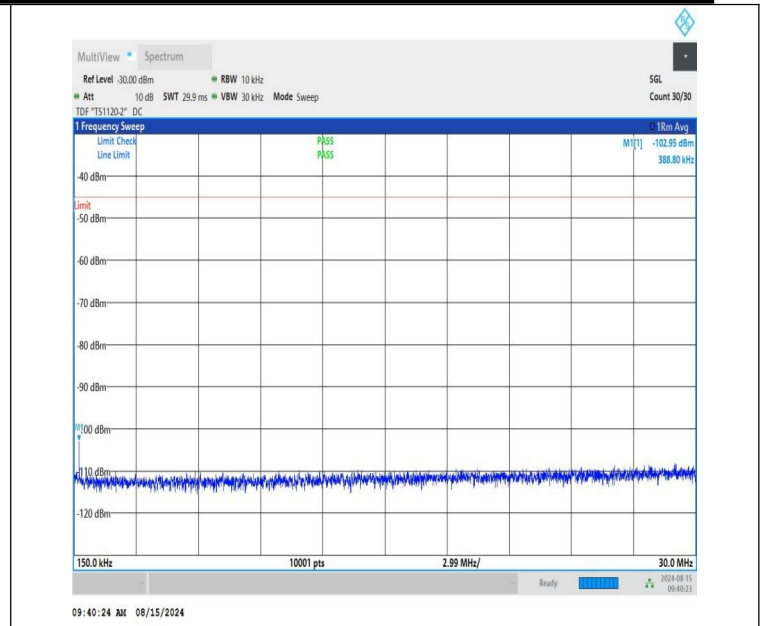 R&S
MultiView Spectrum
Ref Level -30.00 dBm RBW 10 kHz SGL
Att 10 dB SWT 29.9 ms VBW 30 kHz Mode Sweep Count 30/30
TDF "TS1120-2" DC
1 Frequency Sweep 1Rm Avg
Limit Check PASS M1[1] -102.95 dBm
Line Limit PASS 388.80 kHz
-40 dBm
Limit
-50 dBm
-60 dBm
-70 dBm
-80 dBm
-90 dBm
M1
-100 dBm
-110 dBm
-120 dBm
150.0 kHz 10001 pts 2.99 MHz/ 30.0 MHz
Ready 2024-08-15
09:40:23
09:40:24 AM 08/15/2024